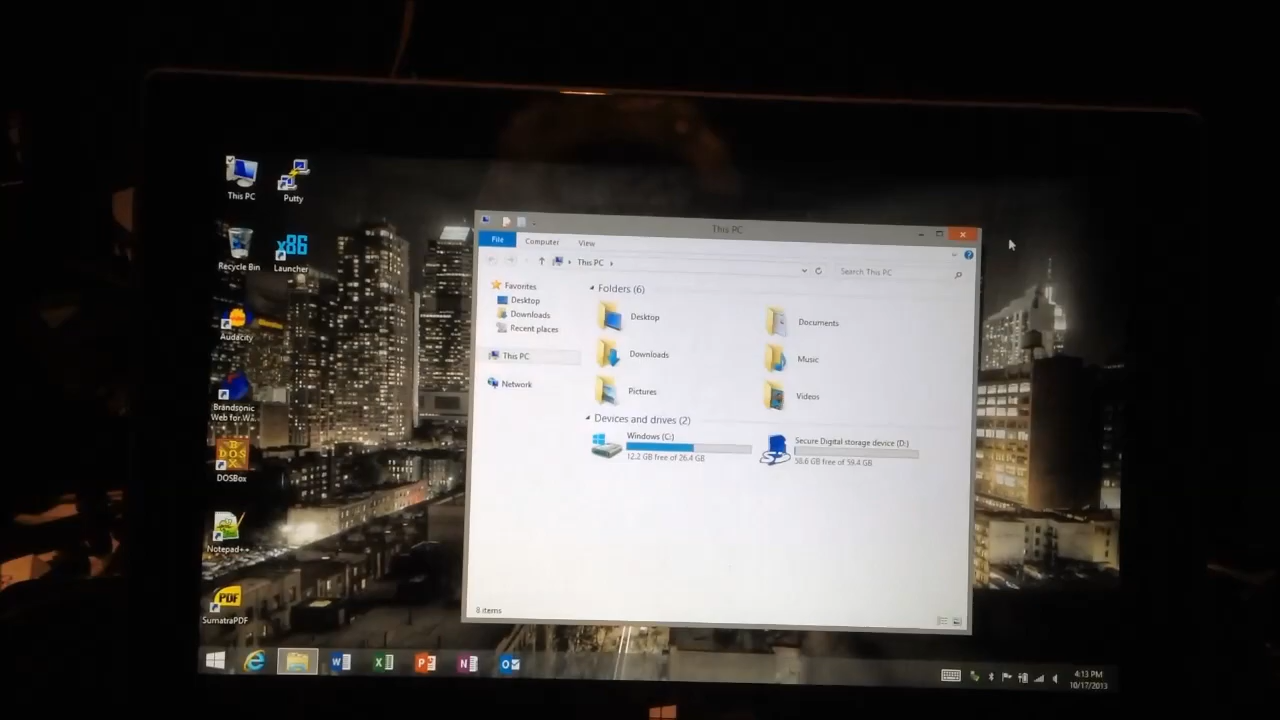 This PC
Putty
Recycle Bin
x86
Launcher
Audacity
Brandsonic
Web for W...
D
DOS
X
DOSBox
Notepad++
PDF
SumatraPDF
This PC
File
Computer
View
This PC
Search This PC
Favorites
Desktop
Downloads
Recent places
This PC
Network
Folders (6)
Desktop
Documents
Downloads
Music
Pictures
Videos
Devices and drives (2)
Windows (C:)
12.2 GB free of 26.4 GB
Secure Digital storage device (D:)
58.6 GB free of 59.4 GB
8 items
4:13 PM
10/17/2013